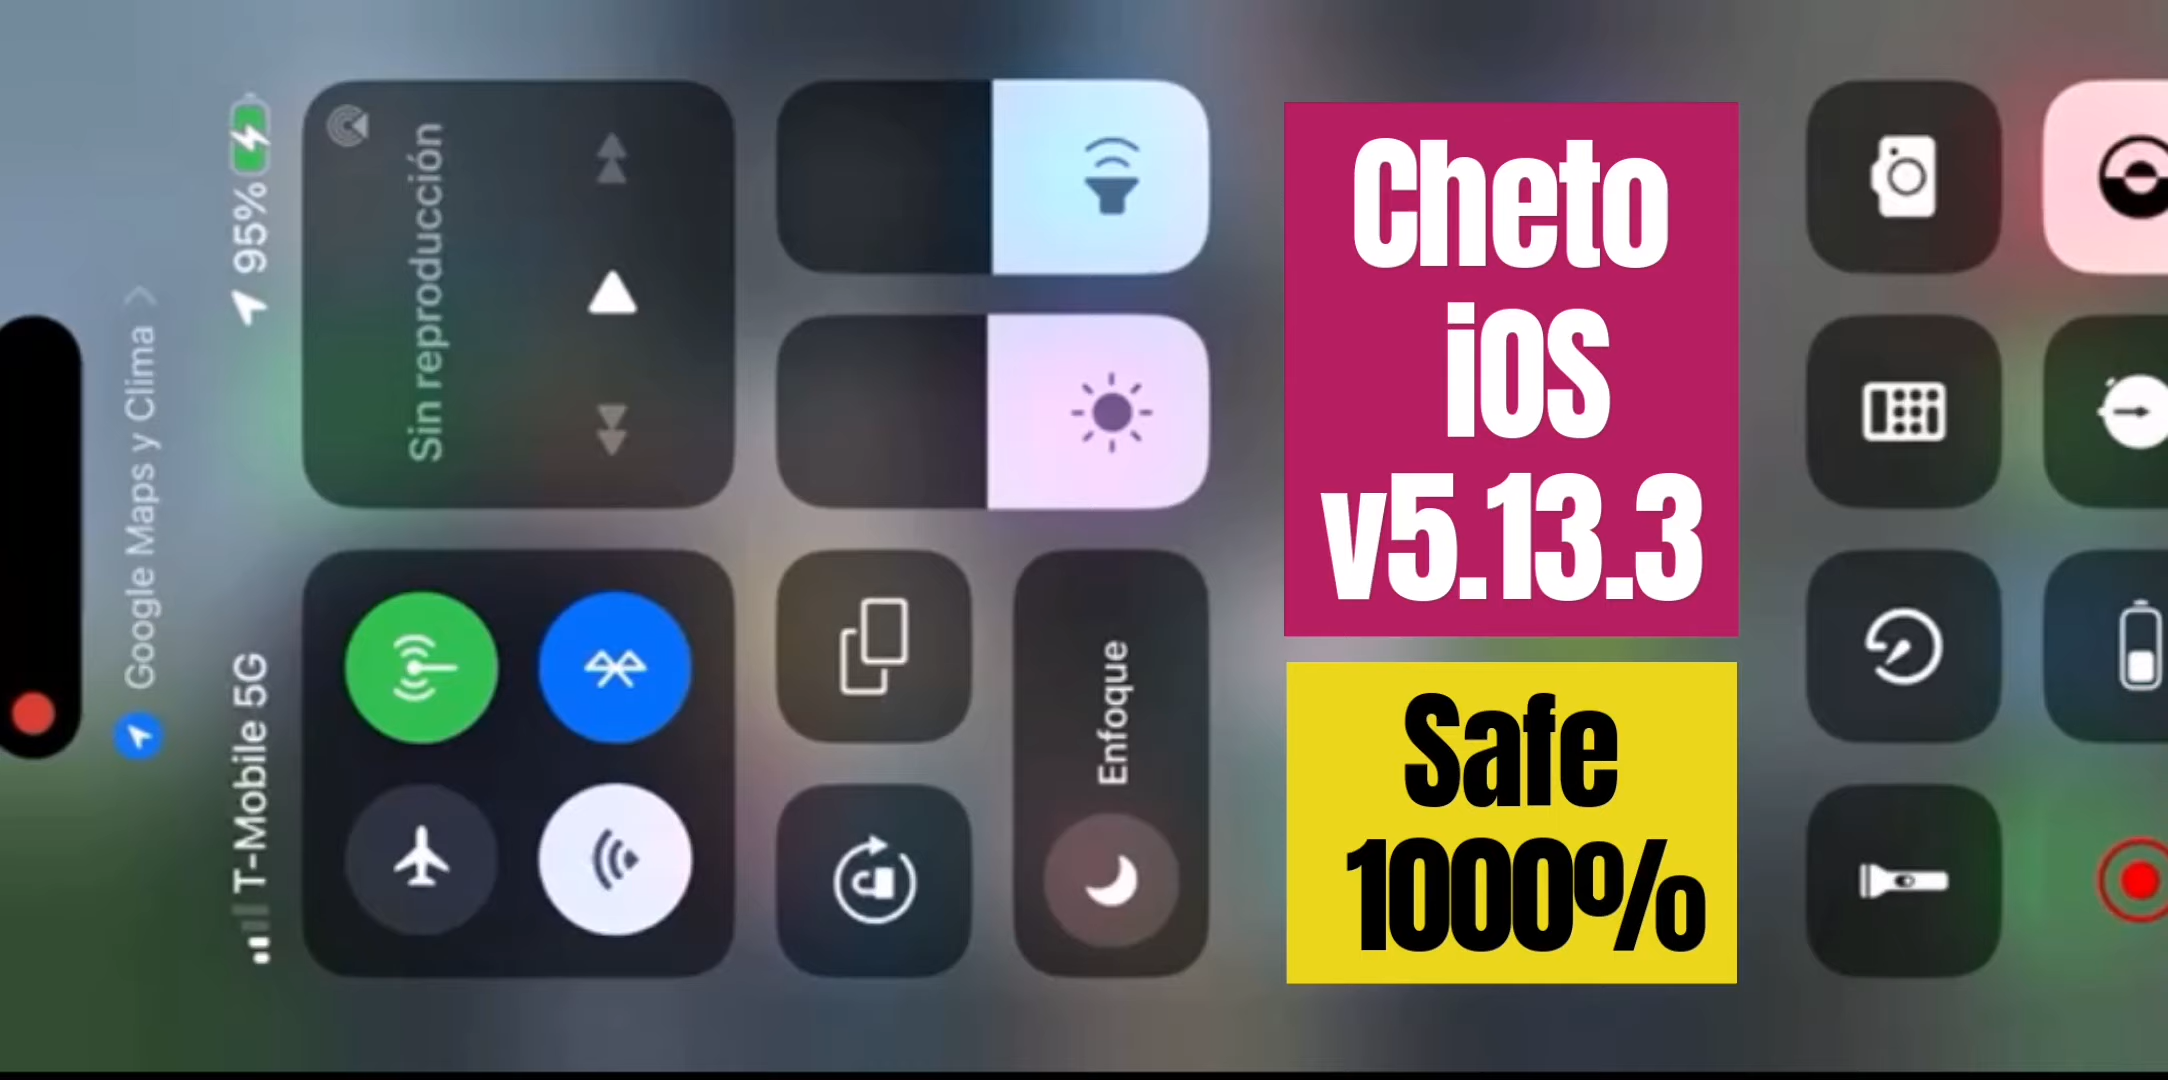 95%
Google Maps y Clima
T-Mobile 5G
Sin reproducción
Enfoque
Cheto
iOS
v5.13.3
Safe
1000%